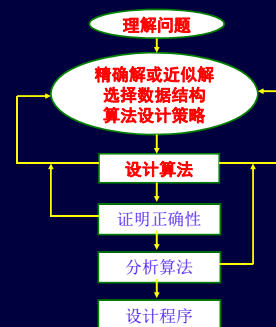 理解问题
精确解或近似解
选择数据结构
算法设计策略
设计算法
证明正确性
分析算法
设计程序